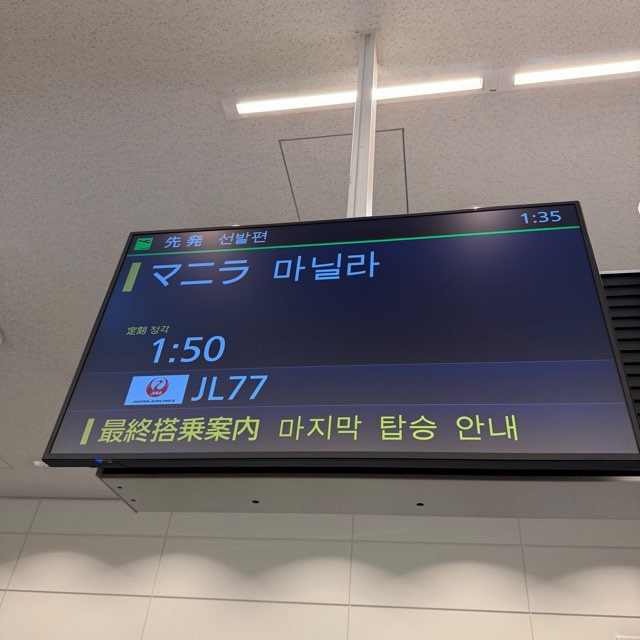 先発 선발편 1:35
マニラ 마닐라
定刻 정각
1:50
JAL
JAPAN AIRLINES
JL77
最終搭乗案内 마지막 탑승 안내